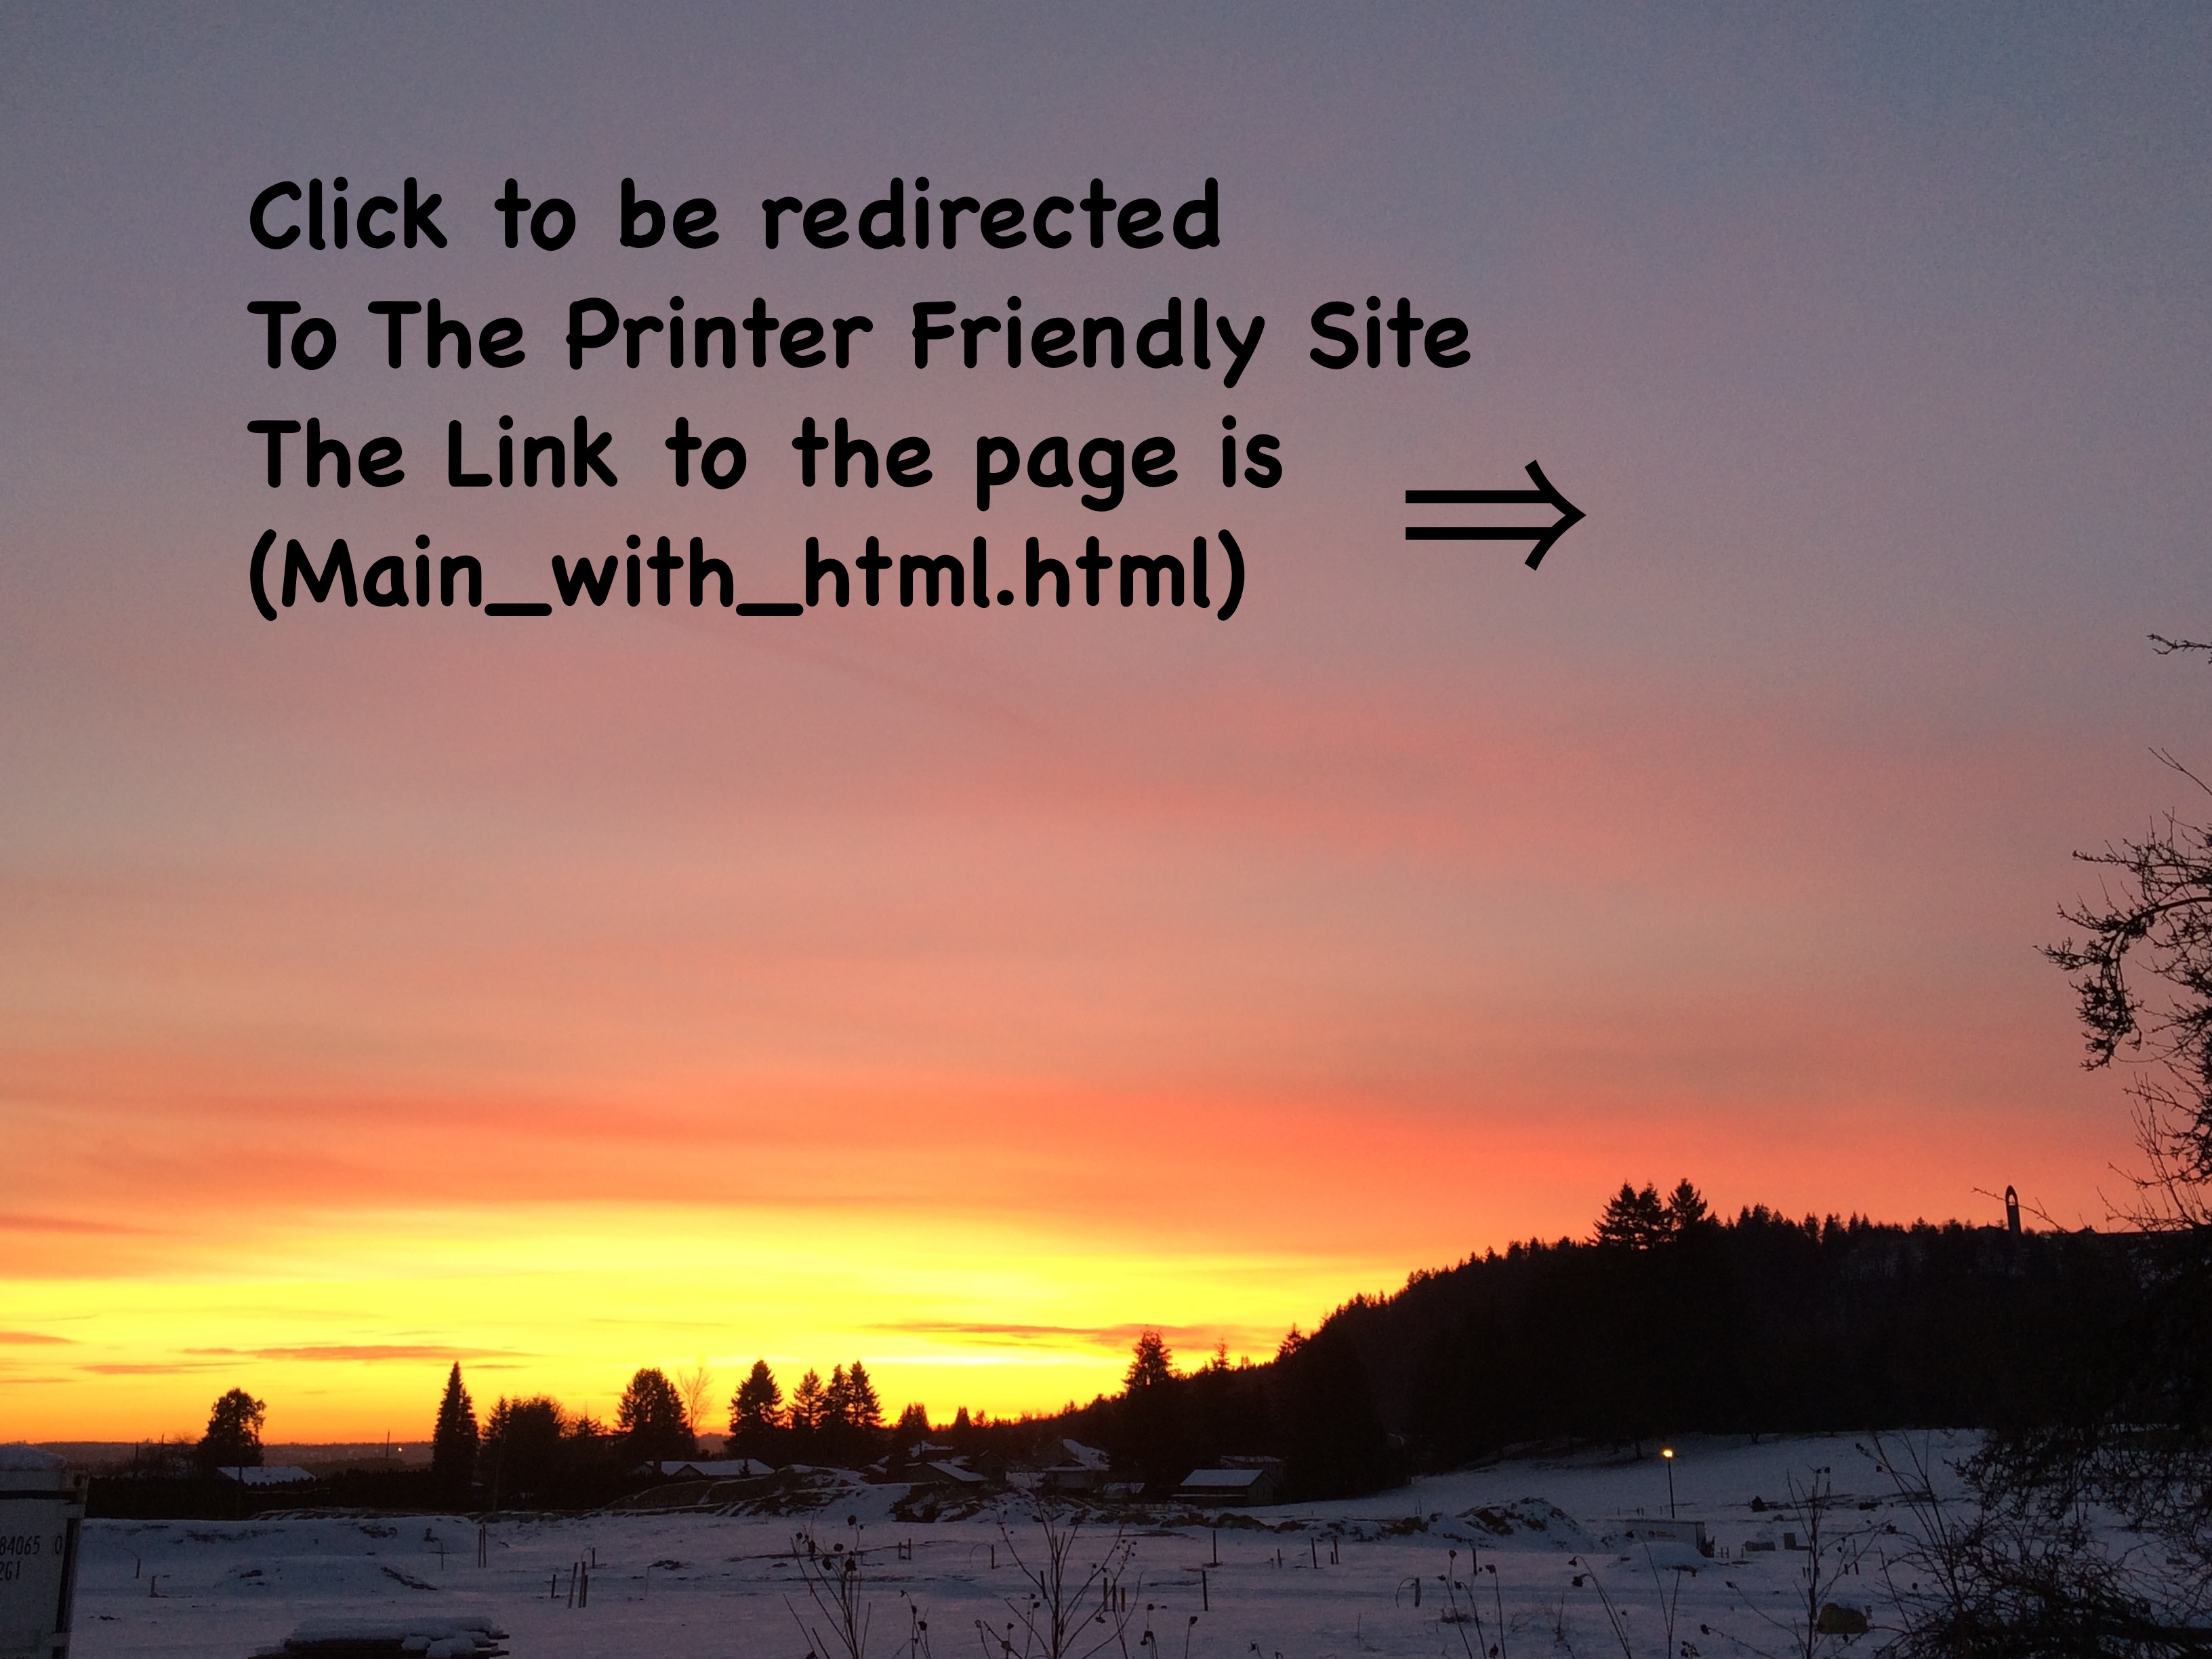 Click to be redirected
To The Printer Friendly Site
The Link to the page is
(Main_with_html.html)
⇒
84065 0
2G1